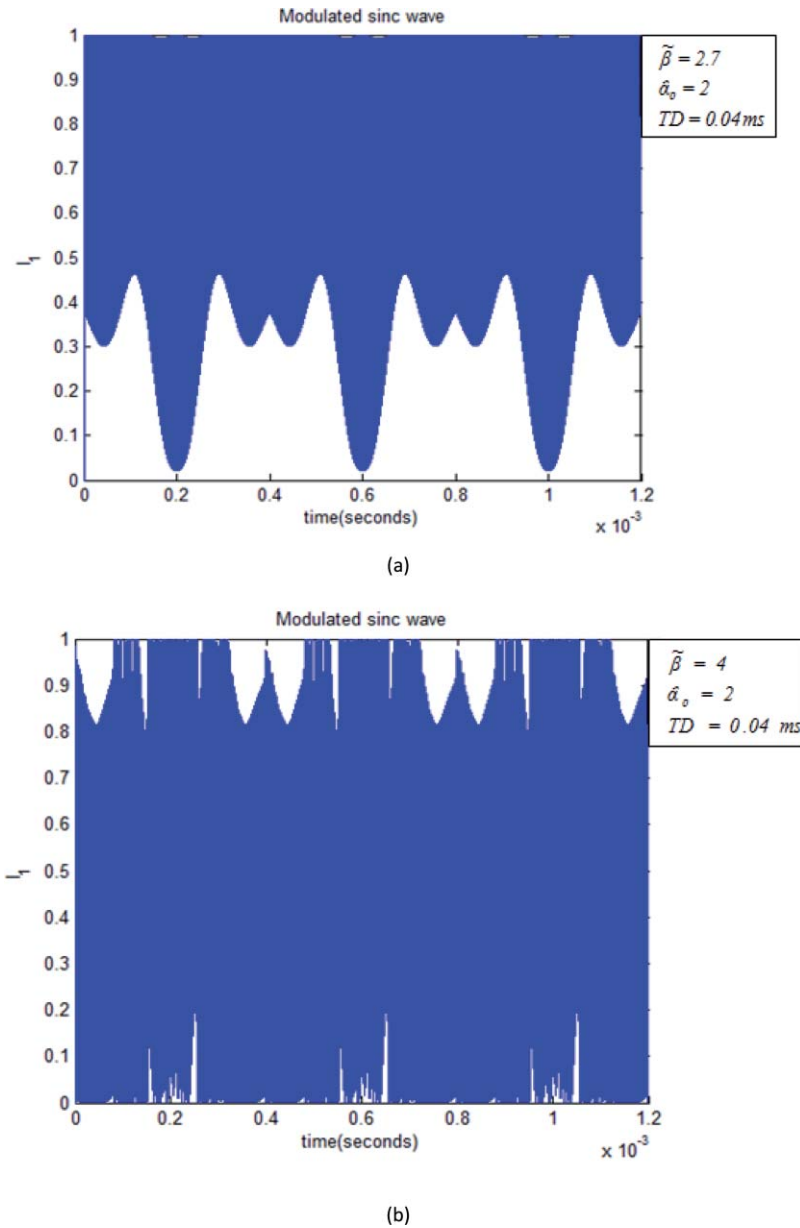 Modulated sinc wave
1
0.9
0.8
0.7
0.6
0.5
0.4
0.3
0.2
0.1
0
I₁
0 0.2 0.4 0.6 0.8 1 1.2
time(seconds)
x 10⁻³
β̃ = 2.7
α̂ₒ = 2
TD = 0.04 ms
(a)
Modulated sinc wave
1
0.9
0.8
0.7
0.6
0.5
0.4
0.3
0.2
0.1
0
I₁
0 0.2 0.4 0.6 0.8 1 1.2
time(seconds)
x 10⁻³
β̃ = 4
α̂ₒ = 2
TD = 0.04 ms
(b)